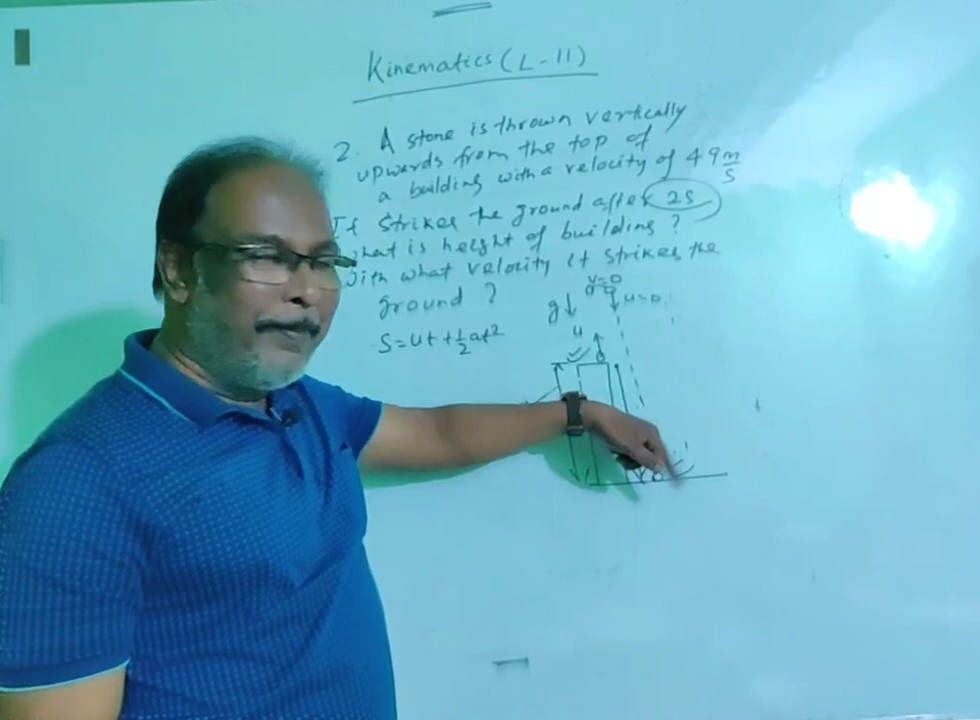 Kinematics (L-11)
2. A stone is thrown vertically
upwards from the top of
a building with a velocity of 49 m/s
It strikes the ground after 2s
what is height of building ?
With what velocity it strikes the
ground ?
S=ut+½at²
v=0
g↓
u=0
u